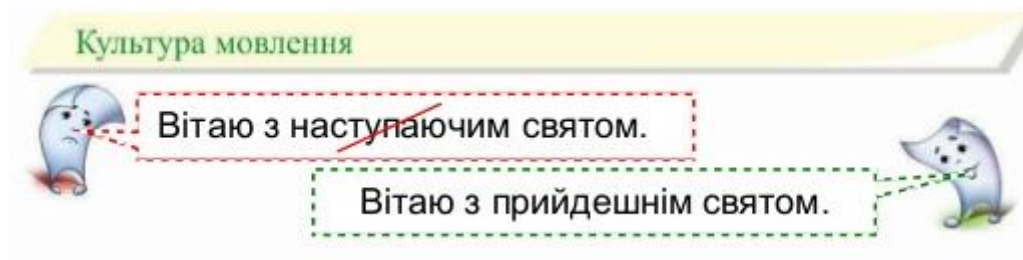 Культура мовлення
Вітаю з наступаючим святом.
Вітаю з прийдешнім святом.